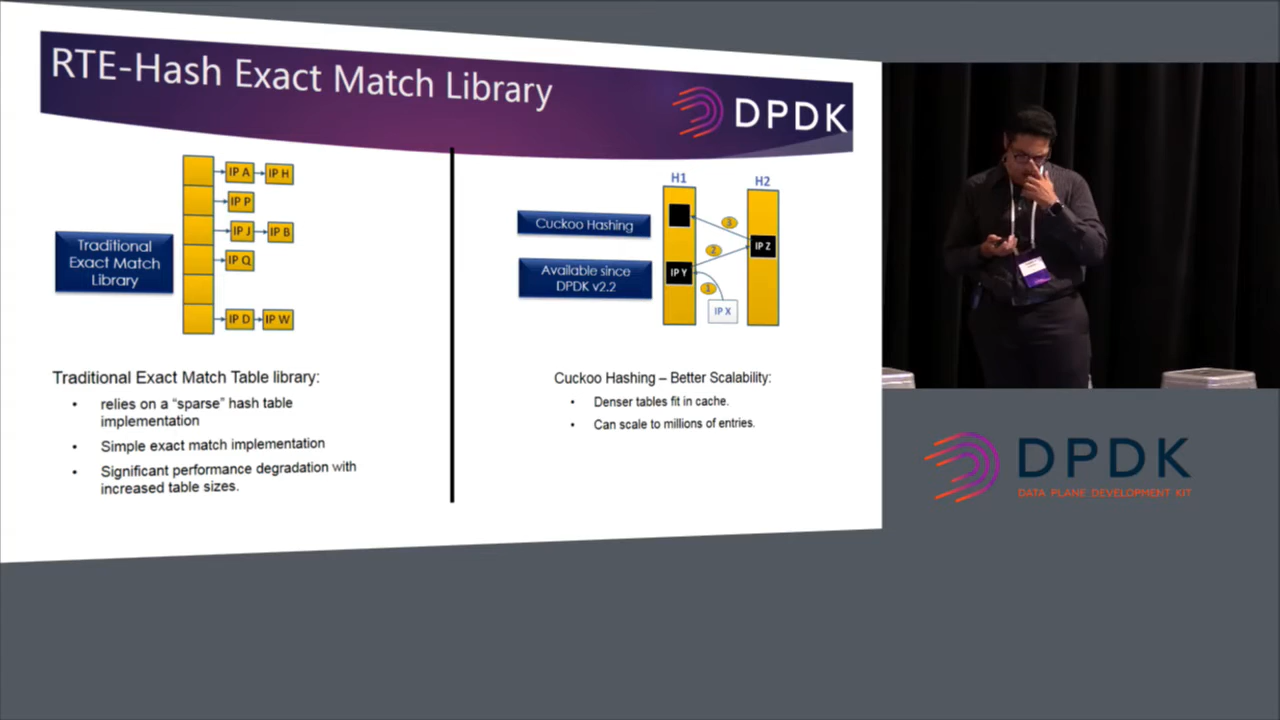 RTE-Hash Exact Match Library
DPDK
Traditional
Exact Match
Library
IP A
IP H
IP P
IP J
IP B
IP Q
IP D
IP W
Cuckoo Hashing
Available since
DPDK v2.2
H1
H2
3
2
1
IP Z
IP Y
IP X
Traditional Exact Match Table library:
• relies on a “sparse” hash table
implementation
• Simple exact match implementation
• Significant performance degradation with
increased table sizes.
Cuckoo Hashing – Better Scalability:
• Denser tables fit in cache.
• Can scale to millions of entries.
DPDK
DATA PLANE DEVELOPMENT KIT